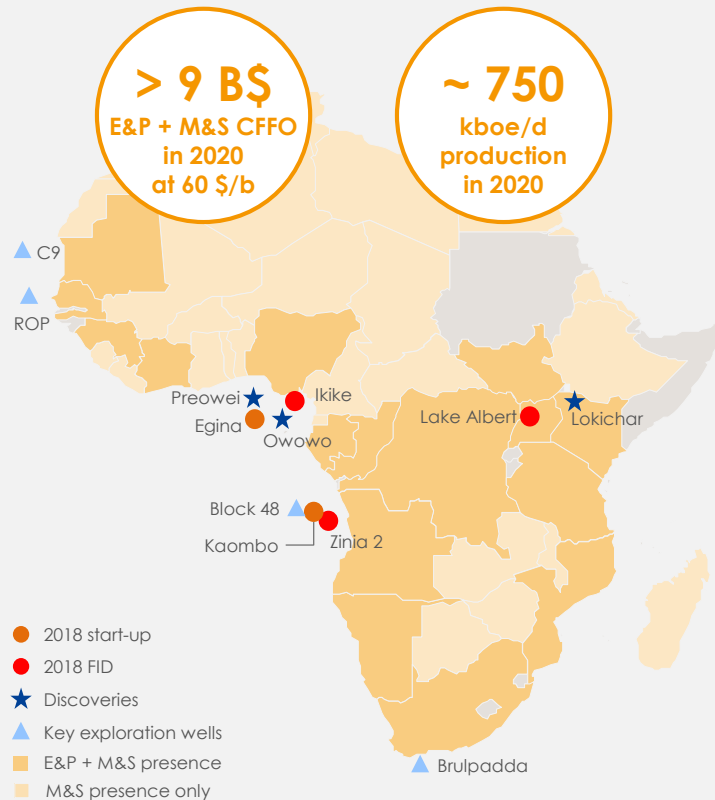 > 9 B$
E&P + M&S CFFO
in 2020
at 60 $/b
~ 750
kboe/d
production
in 2020
C9
ROP
Preowei
Ikike
Egina
Owowo
Lake Albert
Lokichar
Block 48
Kaombo
Zinia 2
2018 start-up
2018 FID
Discoveries
Key exploration wells
E&P + M&S presence
M&S presence only
Brulpadda